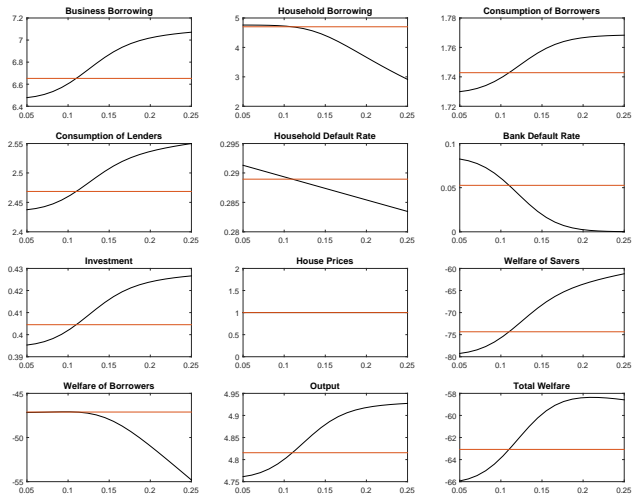 Business Borrowing
7.2
7
6.8
6.6
6.4
0.05 0.1 0.15 0.2 0.25
Household Borrowing
5
4
3
2
0.05 0.1 0.15 0.2 0.25
Consumption of Borrowers
1.78
1.76
1.74
1.72
0.05 0.1 0.15 0.2 0.25
Consumption of Lenders
2.55
2.5
2.45
2.4
0.05 0.1 0.15 0.2 0.25
Household Default Rate
0.295
0.29
0.285
0.28
0.05 0.1 0.15 0.2 0.25
Bank Default Rate
0.1
0.05
0
0.05 0.1 0.15 0.2 0.25
Investment
0.43
0.42
0.41
0.4
0.39
0.05 0.1 0.15 0.2 0.25
House Prices
2
1.5
1
0.5
0
0.05 0.1 0.15 0.2 0.25
Welfare of Savers
-60
-65
-70
-75
-80
0.05 0.1 0.15 0.2 0.25
Welfare of Borrowers
-45
-50
-55
0.05 0.1 0.15 0.2 0.25
Output
4.95
4.9
4.85
4.8
4.75
0.05 0.1 0.15 0.2 0.25
Total Welfare
-58
-60
-62
-64
-66
0.05 0.1 0.15 0.2 0.25